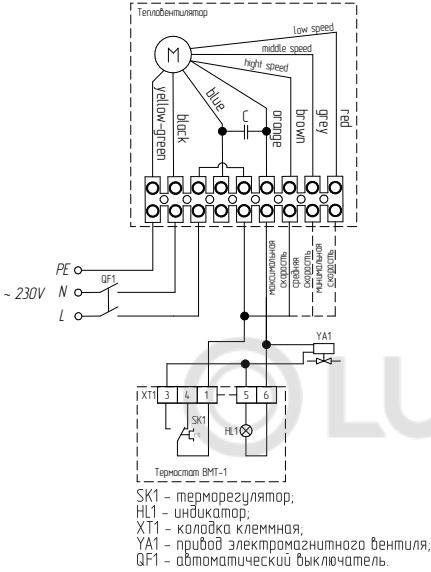 Тепловентилятор
low speed
middle speed
hight speed
M
yellow-green
black
blue
C
orange
brown
grey
red
PE
QF1
~ 230V
N
L
максимальная
скорость
средняя
скорость
минимальная
скорость
YA1
XT1
3
4
1
5
6
SK1
t°C
HL1
LU
Термостат ВМТ-1
SK1 - терморегулятор;
HL1 - индикатор;
XT1 - колодка клеммная;
YA1 - привод электромагнитного вентиля;
QF1 - автоматический выключатель.